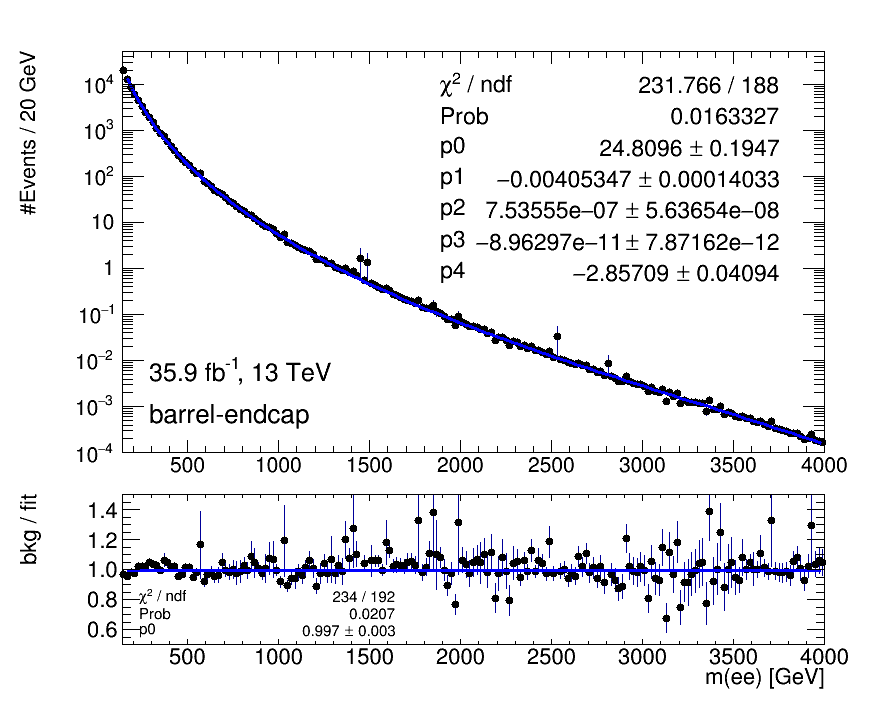 #Events / 20 GeV
10⁴
10³
10²
10
1
10⁻¹
10⁻²
10⁻³
10⁻⁴
χ² / ndf 231.766 / 188
Prob 0.0163327
p0 24.8096 ± 0.1947
p1 −0.00405347 ± 0.00014033
p2 7.53555e−07 ± 5.63654e−08
p3 −8.96297e−11 ± 7.87162e−12
p4 −2.85709 ± 0.04094
35.9 fb⁻¹, 13 TeV
barrel-endcap
500 1000 1500 2000 2500 3000 3500 4000
bkg / fit
1.4
1.2
1.0
0.8
0.6
χ² / ndf 234 / 192
Prob 0.0207
p0 0.997 ± 0.003
500 1000 1500 2000 2500 3000 3500 4000
m(ee) [GeV]